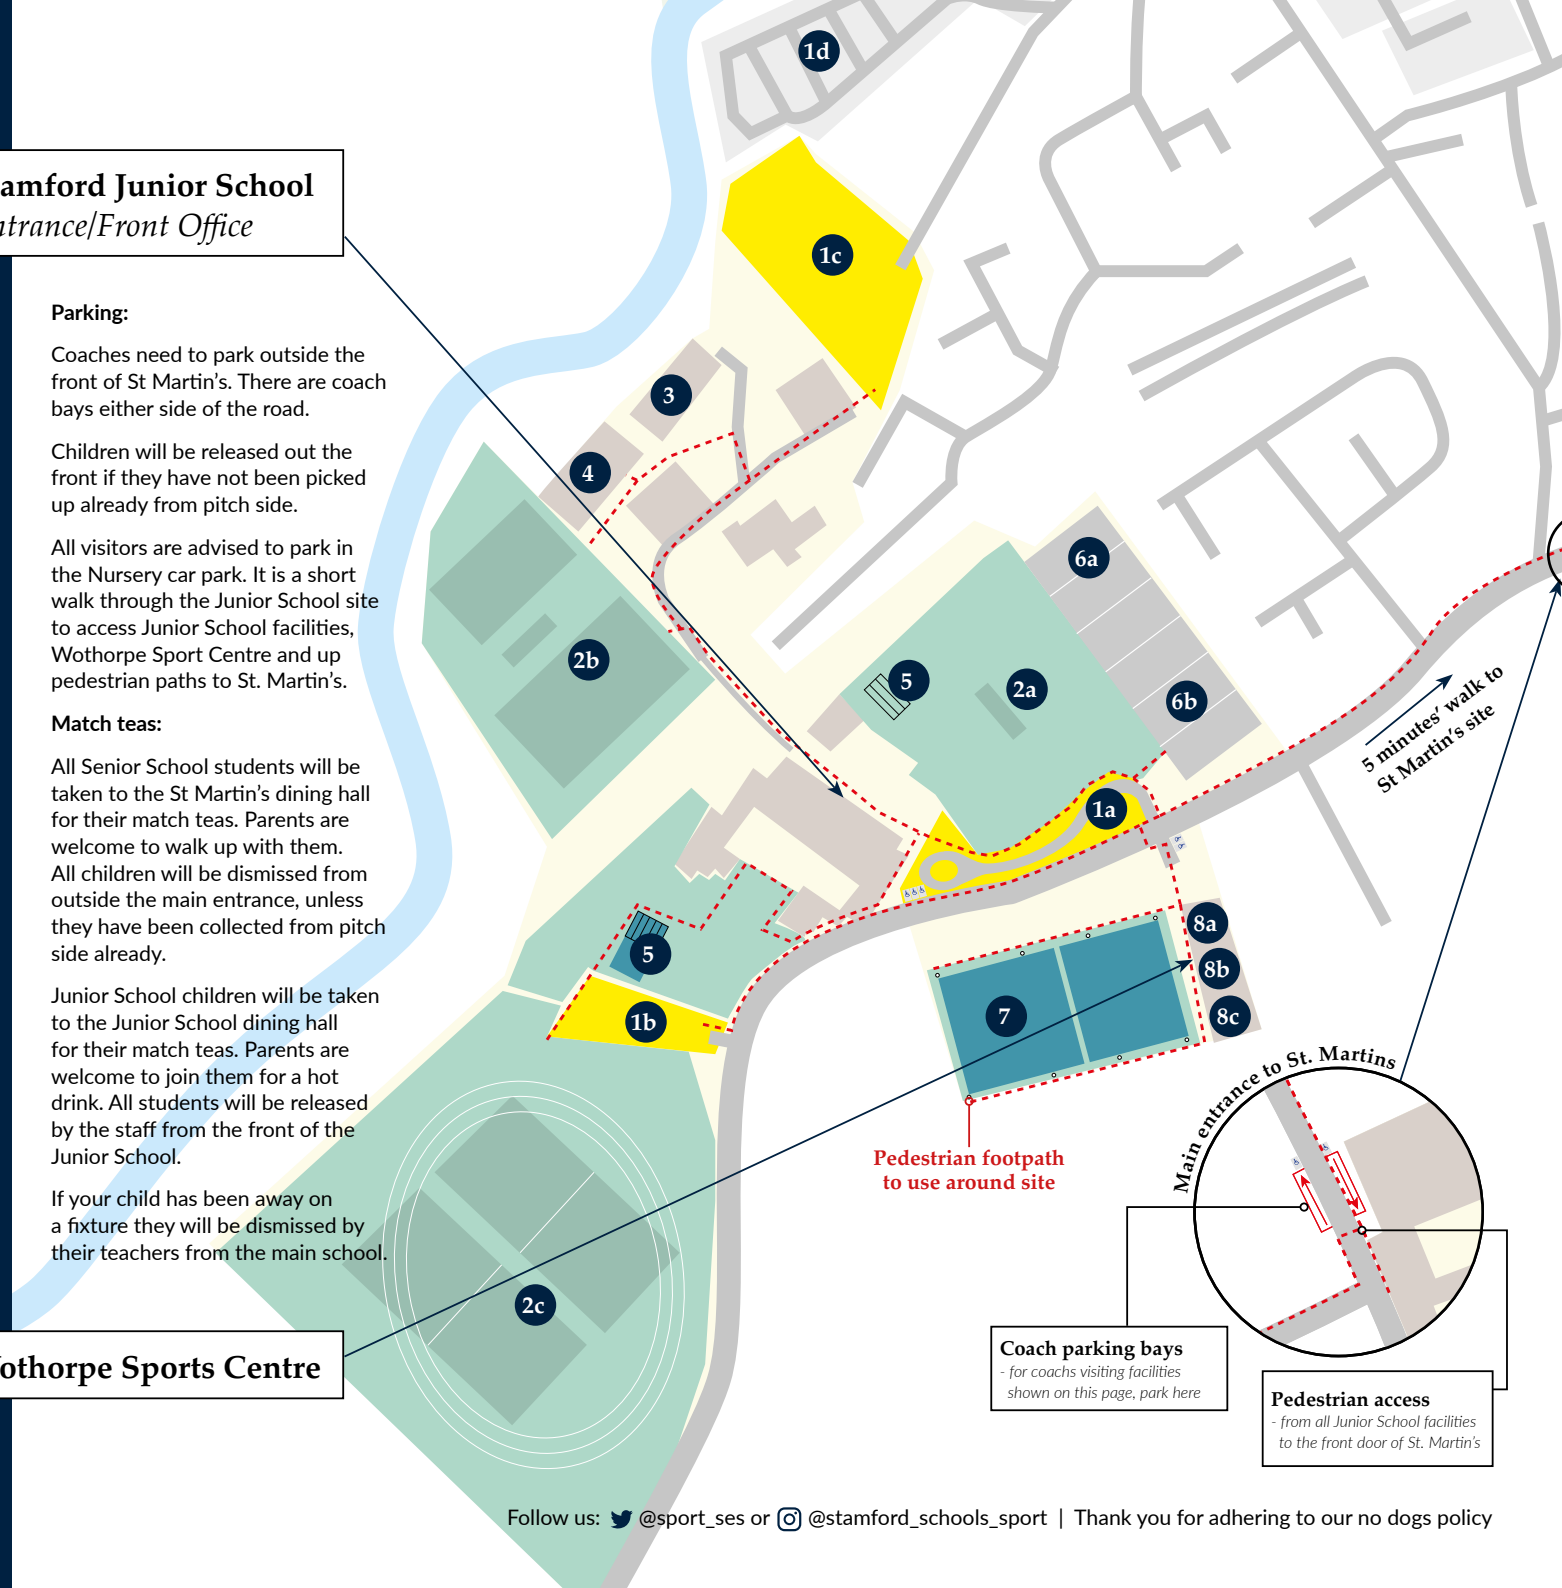 amford Junior School
ntrance/Front Office
Parking:
Coaches need to park outside the
front of St Martin's. There are coach
bays either side of the road.
Children will be released out the
front if they have not been picked
up already from pitch side.
All visitors are advised to park in
the Nursery car park. It is a short
walk through the Junior School site
to access Junior School facilities,
Wothorpe Sport Centre and up
pedestrian paths to St. Martin's.
Match teas:
All Senior School students will be
taken to the St Martin's dining hall
for their match teas. Parents are
welcome to walk up with them.
All children will be dismissed from
outside the main entrance, unless
they have been collected from pitch
side already.
Junior School children will be taken
to the Junior School dining hall
for their match teas. Parents are
welcome to join them for a hot
drink. All students will be released
by the staff from the front of the
Junior School.
If your child has been away on
a fixture they will be dismissed by
their teachers from the main school.
othorpe Sports Centre
1d
1c
3
4
2b
6a
5
2a
6b
1a
5 minutes' walk to
St Martin's site
5
1b
7
8a
8b
8c
2c
Pedestrian footpath
to use around site
Main entrance to St. Martins
Coach parking bays
- for coachs visiting facilities
shown on this page, park here
Pedestrian access
- from all Junior School facilities
to the front door of St. Martin's
Follow us: @sport_ses or @stamford_schools_sport | Thank you for adhering to our no dogs policy